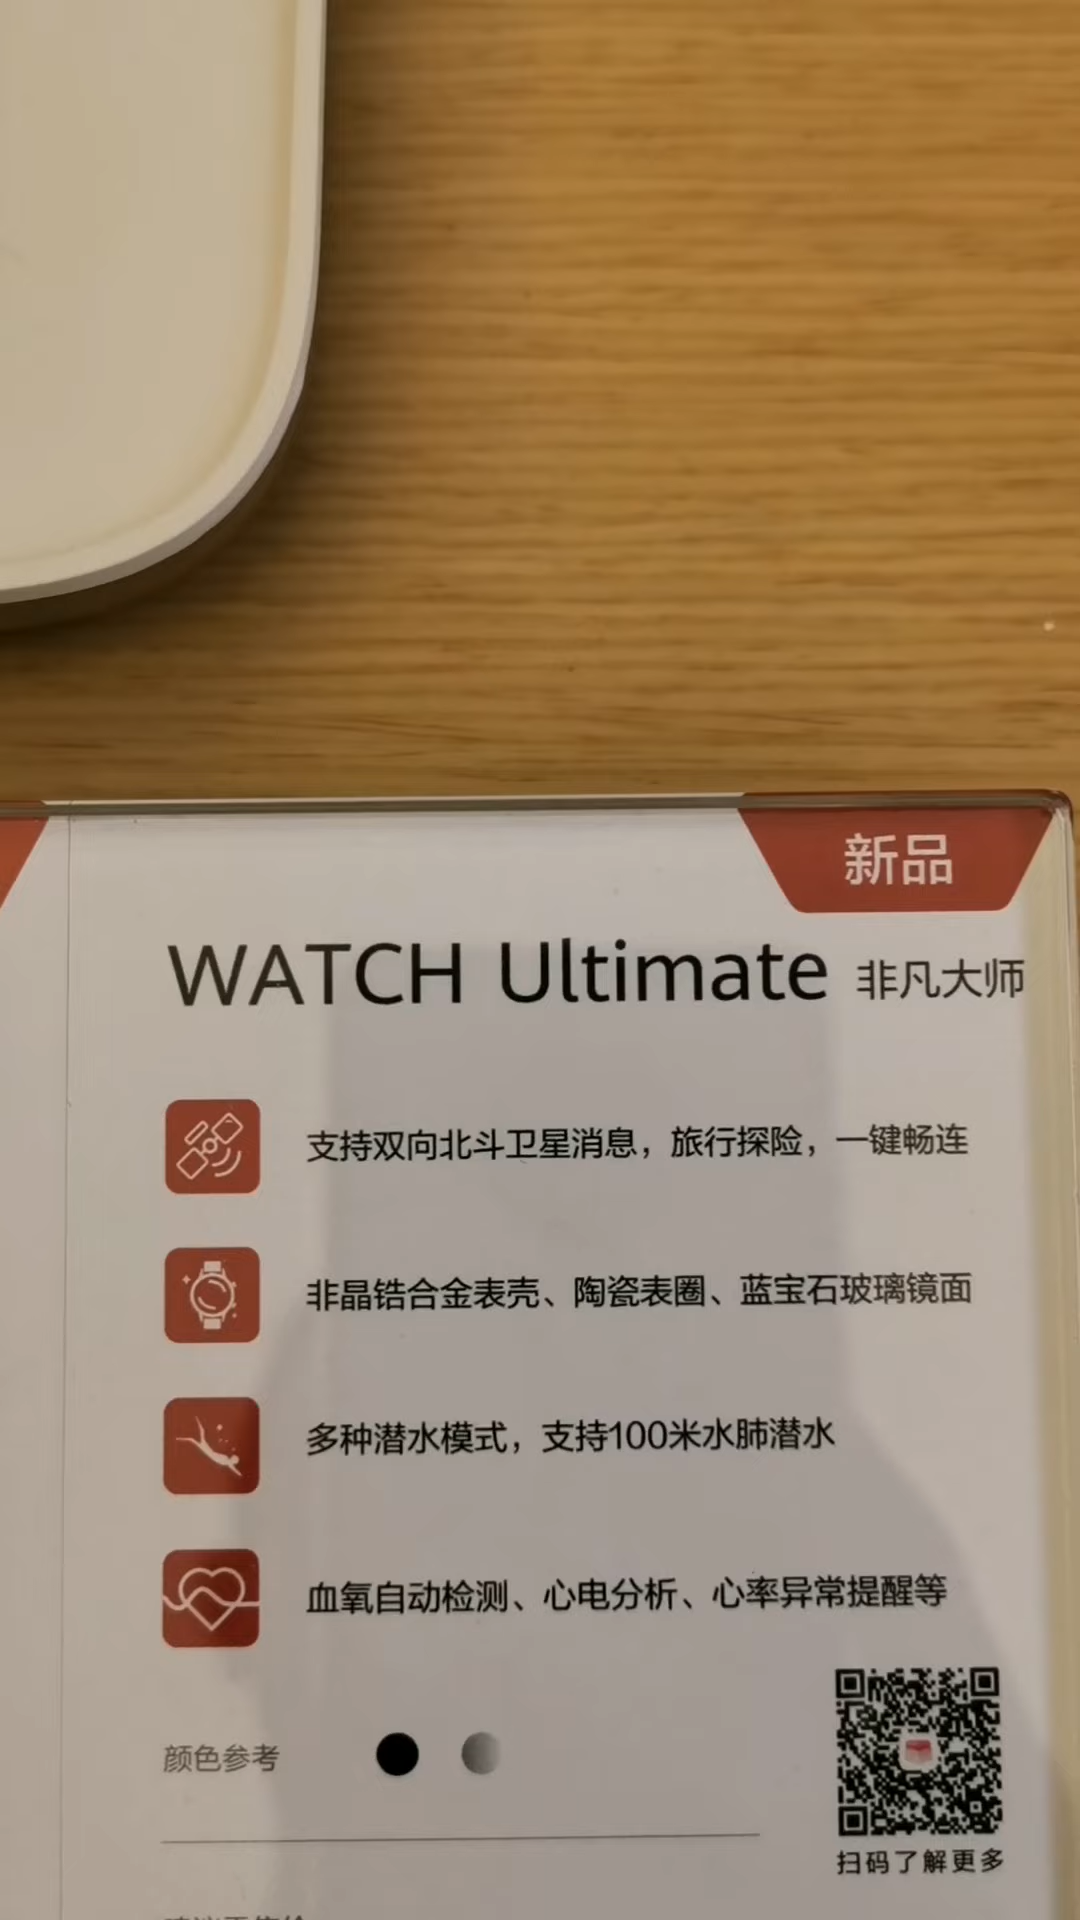 新品
WATCH Ultimate 非凡大师
支持双向北斗卫星消息，旅行探险，一键畅连
非晶锆合金表壳、陶瓷表圈、蓝宝石玻璃镜面
多种潜水模式，支持100米水肺潜水
血氧自动检测、心电分析、心率异常提醒等
颜色参考
扫码了解更多